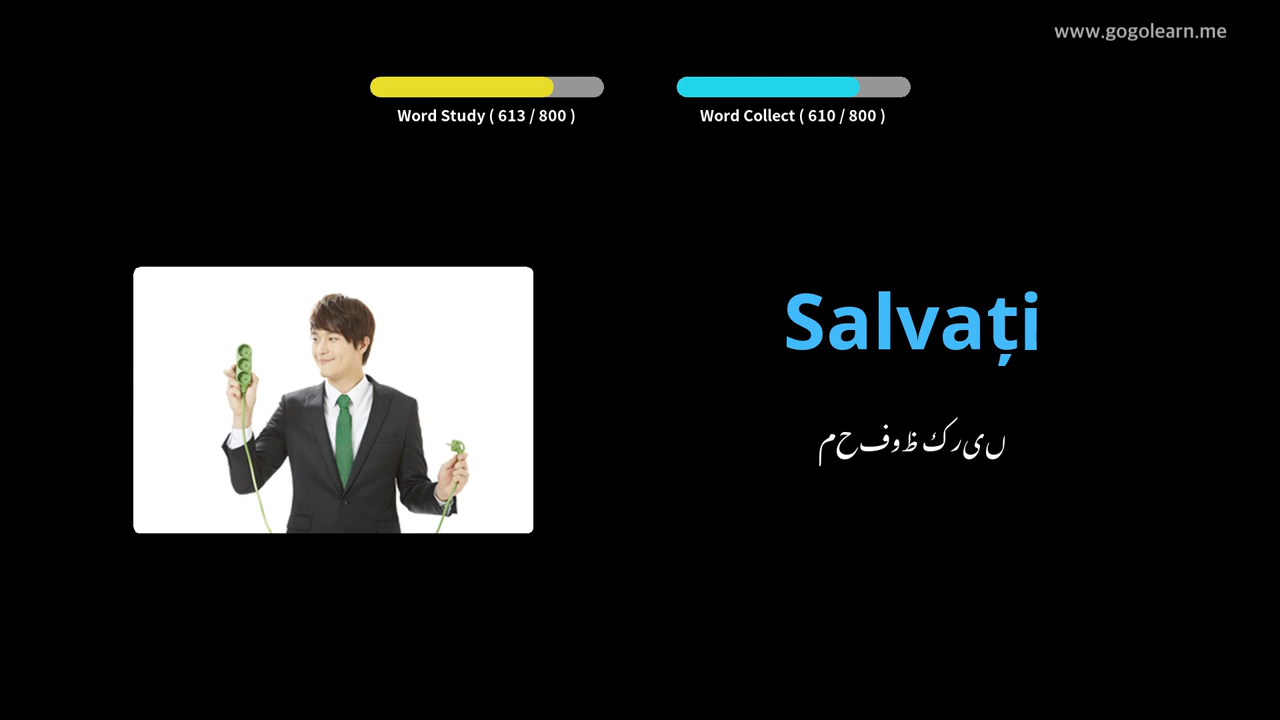 www.gogolearn.me
Word Study ( 613 / 800 )
Word Collect ( 610 / 800 )
Salvați
محفوظ کریں